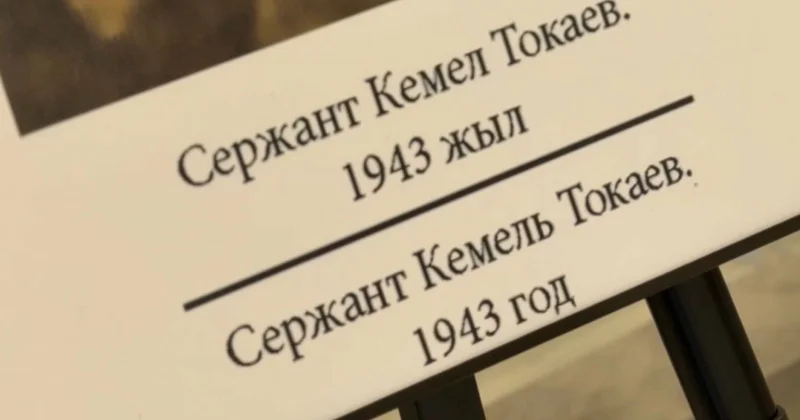 Сержант Кемел Токаев.
1943 жыл
Сержант Кемель Токаев.
1943 год